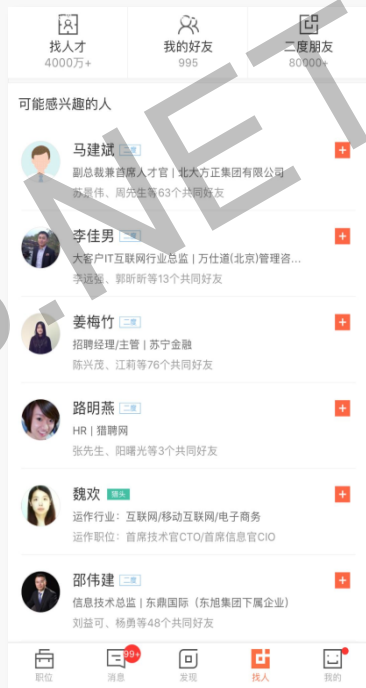 找人才
我的好友
二度朋友
4000万+
995
80000+
可能感兴趣的人
马建斌 二度
副总裁兼首席人才官 | 北大方正集团有限公司
苏景伟、周先生等63个共同好友
李佳男 二度
大客户IT互联网行业总监 | 万仕道(北京)管理咨...
李远强、郭昕昕等13个共同好友
姜梅竹 二度
招聘经理/主管 | 苏宁金融
陈兴茂、江莉等76个共同好友
路明燕 二度
HR | 猎聘网
张先生、阳曙光等3个共同好友
魏欢 猎头
运作行业：互联网/移动互联网/电子商务
运作职位：首席技术官CTO/首席信息官CIO
邵伟建 二度
信息技术总监 | 东鼎国际（东旭集团下属企业）
刘益可、杨勇等48个共同好友
99+
职位
消息
发现
找人
我的
.NET